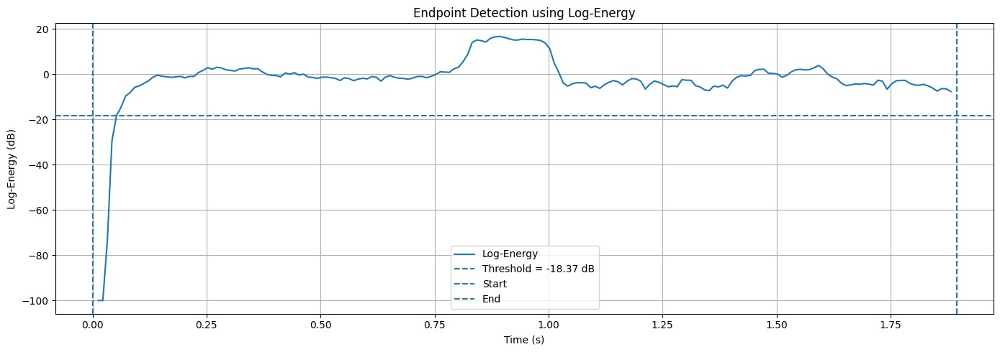 Endpoint Detection using Log-Energy
Log-Energy (dB)
20
0
−20
−40
−60
−80
−100
Log-Energy
Threshold = -18.37 dB
Start
End
0.00 0.25 0.50 0.75 1.00 1.25 1.50 1.75
Time (s)